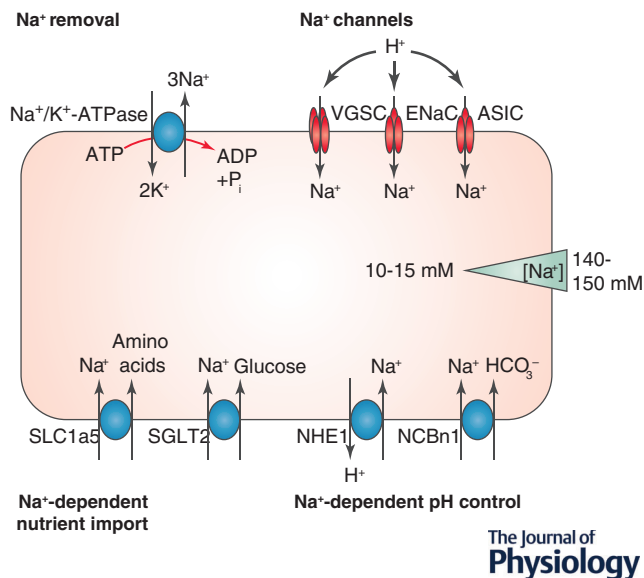 Na⁺ removal
Na⁺ channels
H⁺
3Na⁺
Na⁺/K⁺-ATPase
VGSC
ENaC
ASIC
ATP
ADP
+Pᵢ
2K⁺
Na⁺
Na⁺
Na⁺
10-15 mM
[Na⁺]
140-
150 mM
Amino
acids
Na⁺
Na⁺
Glucose
Na⁺
Na⁺
HCO₃⁻
SLC1a5
SGLT2
NHE1
NCBn1
H⁺
Na⁺-dependent
nutrient import
Na⁺-dependent pH control
The Journal of
Physiology